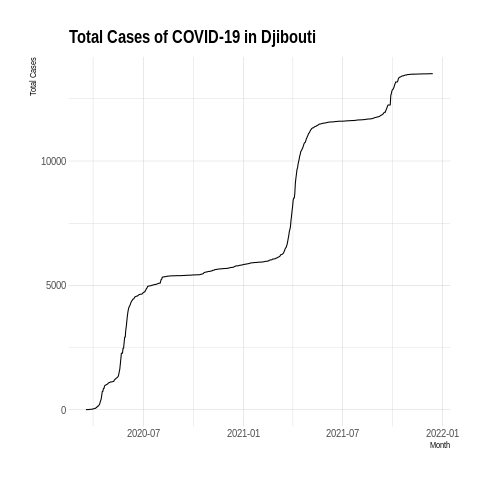 Total Cases of COVID-19 in Djibouti
Total Cases
10000
5000
0
2020-07
2021-01
2021-07
2022-01
Month